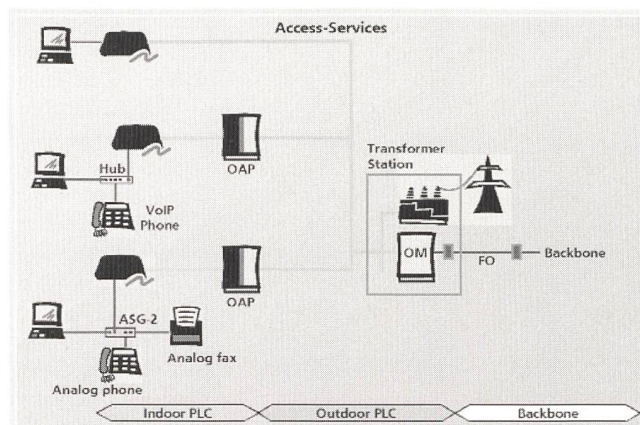 Access-Services
Hub
VoIP
Phone
OAP
Transformer
Station
OM
FO
Backbone
ASG-2
Analog fax
Analog phone
OAP
Indoor PLC
Outdoor PLC
Backbone